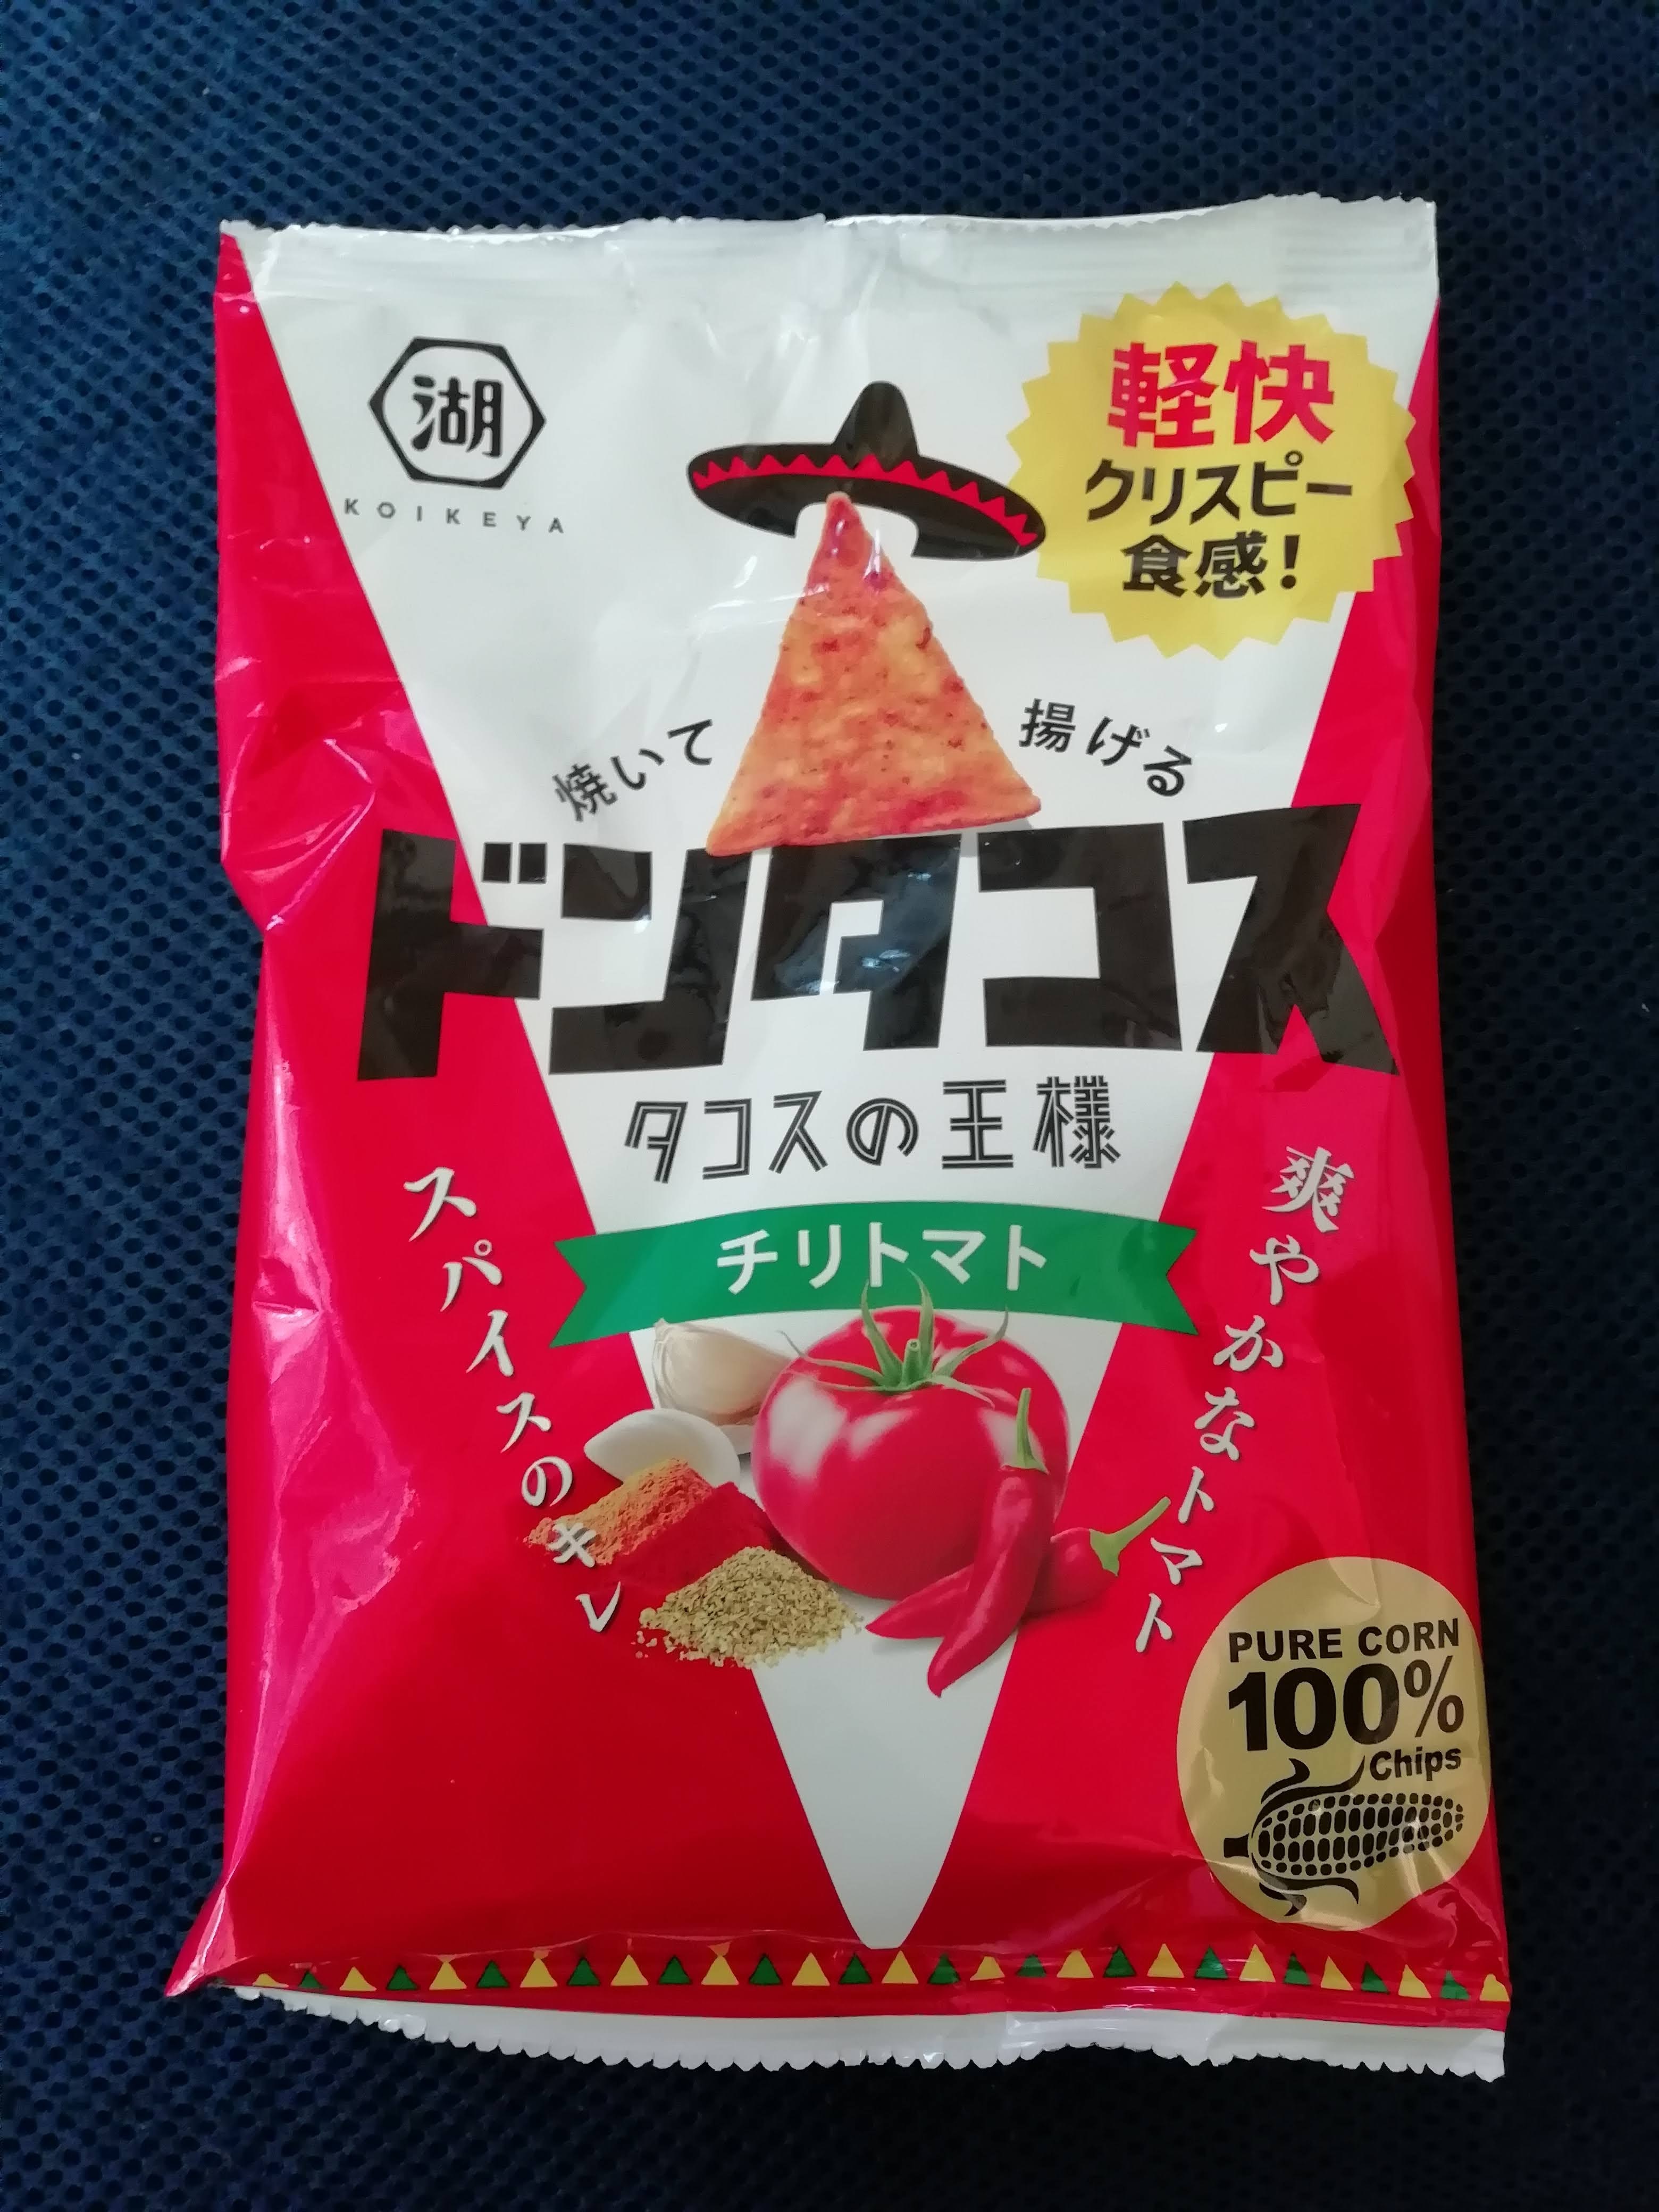 湖
KOIKEYA
軽快
クリスピー
食感!
焼いて
揚げる
ドンタコス
タコスの王様
チリトマト
スパイスのキレ
爽やかなトマト
PURE CORN
100%
Chips